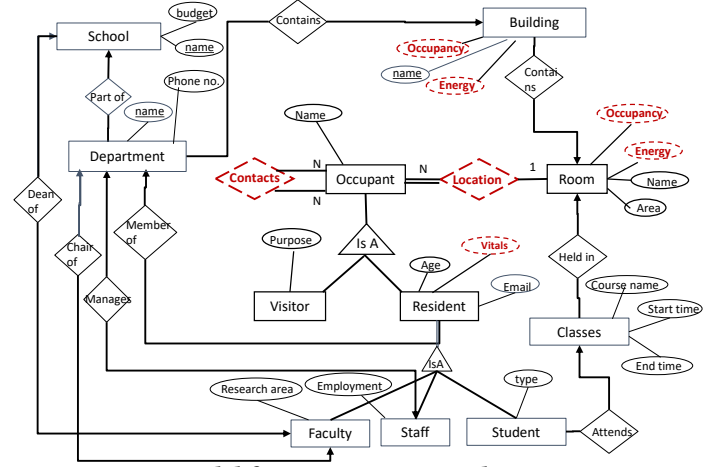 budget
School
name
Contains
Building
Occupancy
name
Energy
Contai
ns
Part of
Phone no.
name
Department
Name
Occupancy
Energy
Name
Area
Contacts
N
N
Occupant
N
Location
1
Room
Dean
of
Chair
of
Member
of
Manages
Is A
Purpose
Vitals
Age
Email
Visitor
Resident
Held in
Course name
Start time
End time
Classes
IsA
Research area
Employment
type
Faculty
Staff
Student
Attends